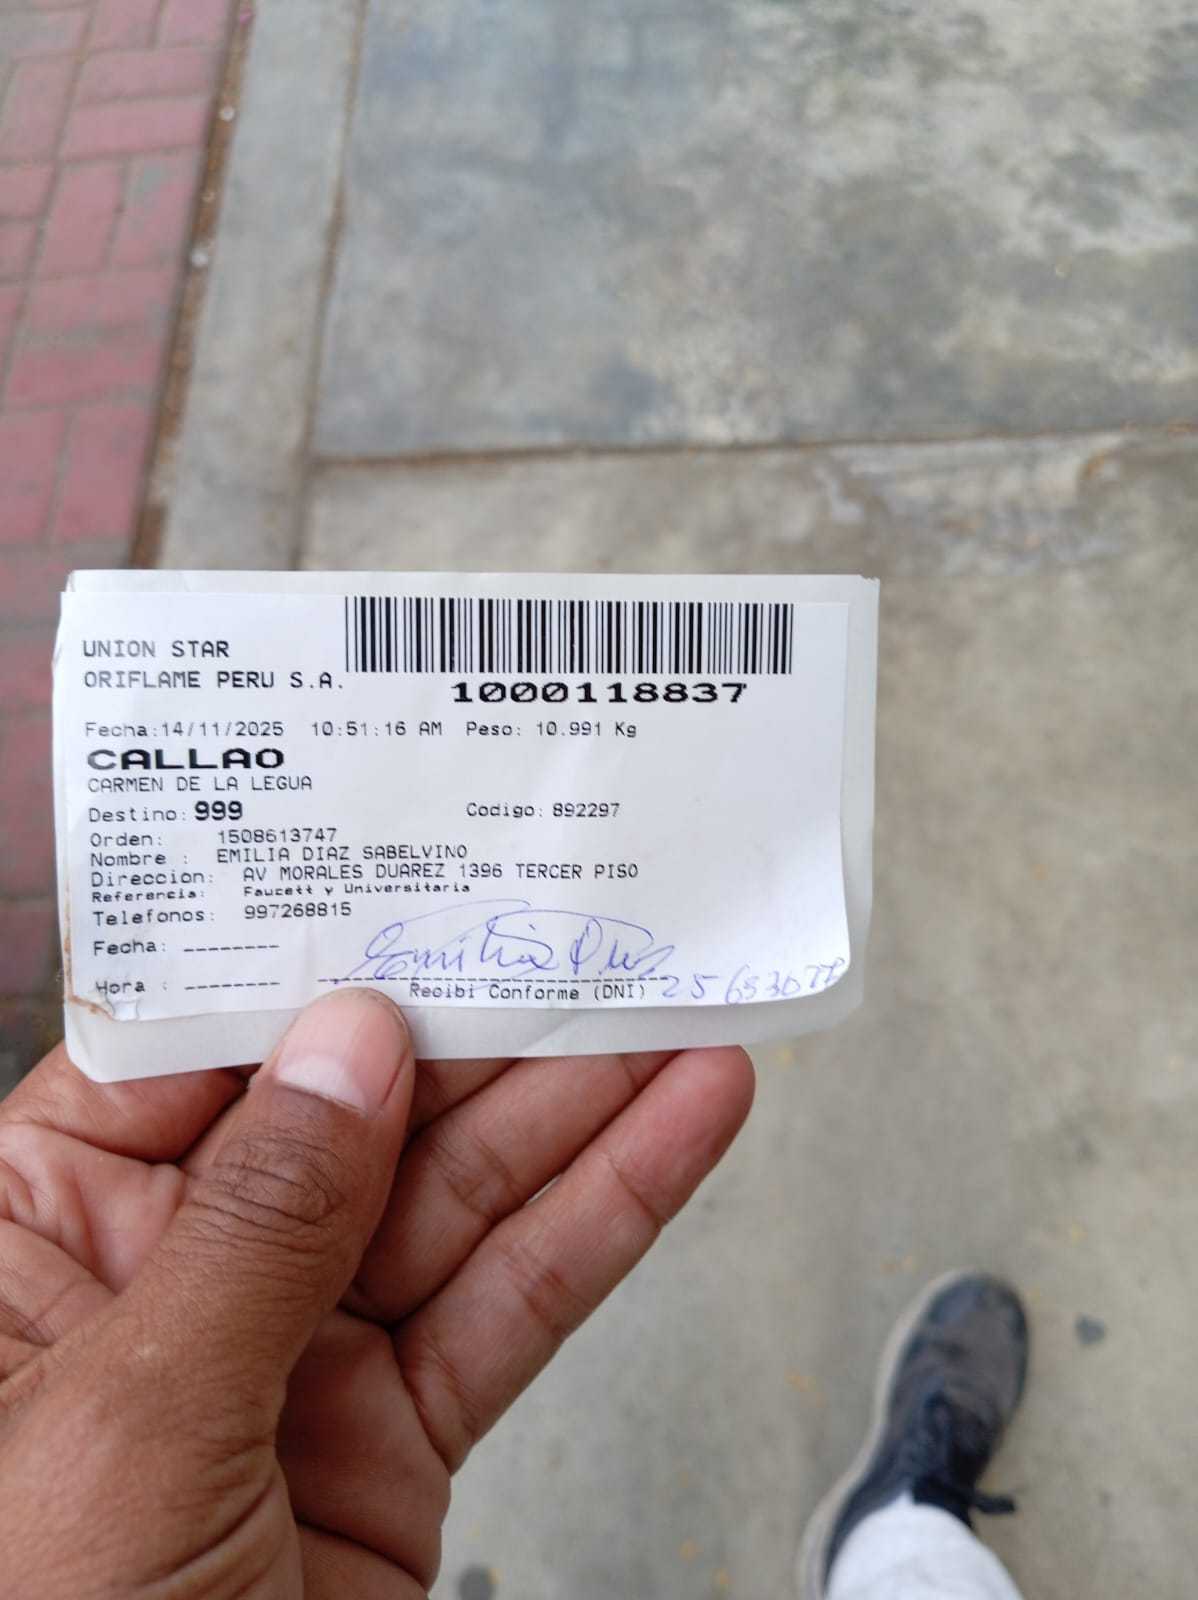 UNION STAR
ORIFLAME PERU S.A.
1000118837
Fecha:14/11/2025 10:51:16 AM Peso: 10.991 Kg
CALLAO
CARMEN DE LA LEGUA
Destino: 999 Codigo: 892297
Orden: 1508613747
Nombre : EMILIA DIAZ SABELVINO
Direccion: AV MORALES DUAREZ 1396 TERCER PISO
Referencia: Faucett y Universitaria
Telefonos: 997268815
Fecha: --------
Emilia
Hora : --------
Recibi Conforme (DNI)